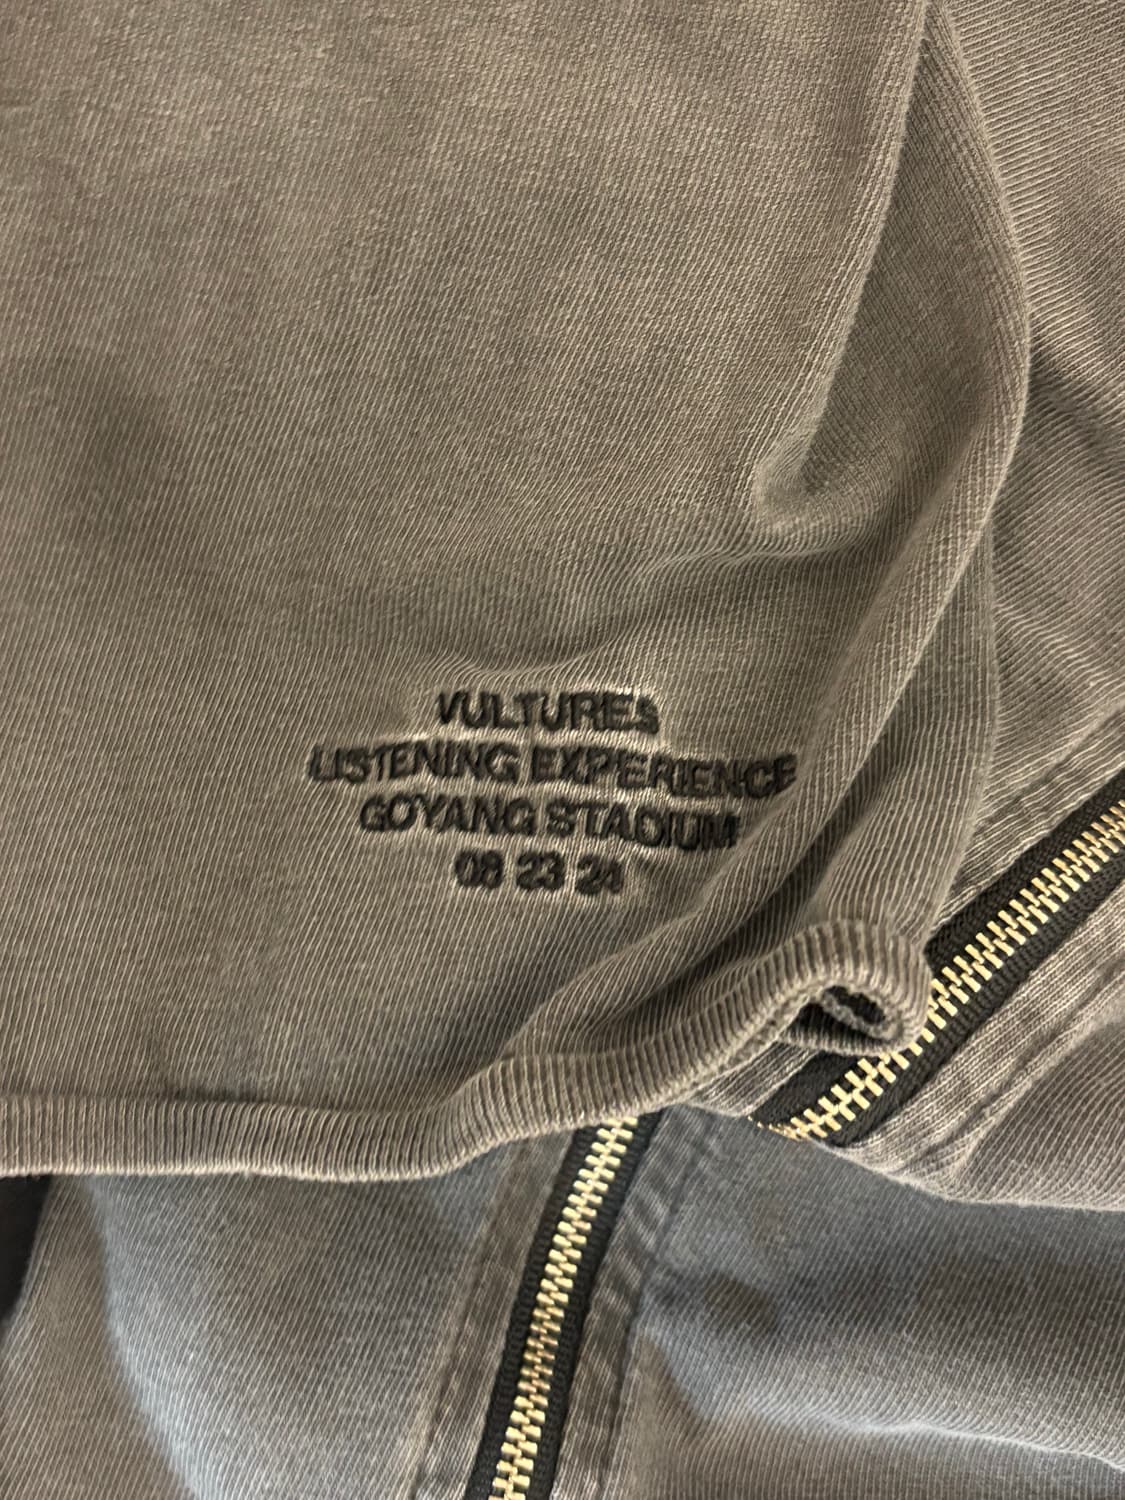 VULTURES
LISTENING EXPERIENCE
GOYANG STADIUM
08 23 24